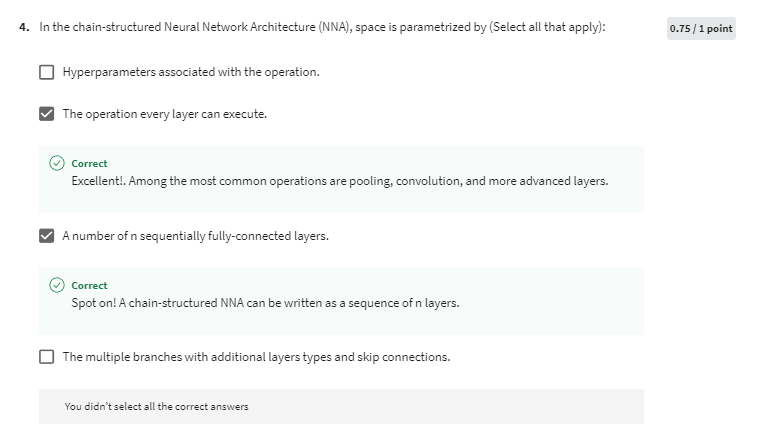 4. In the chain-structured Neural Network Architecture (NNA), space is parametrized by (Select all that apply):
0.75 / 1 point
Hyperparameters associated with the operation.
The operation every layer can execute.
Correct
Excellent!. Among the most common operations are pooling, convolution, and more advanced layers.
A number of n sequentially fully-connected layers.
Correct
Spot on! A chain-structured NNA can be written as a sequence of n layers.
The multiple branches with additional layers types and skip connections.
You didn't select all the correct answers